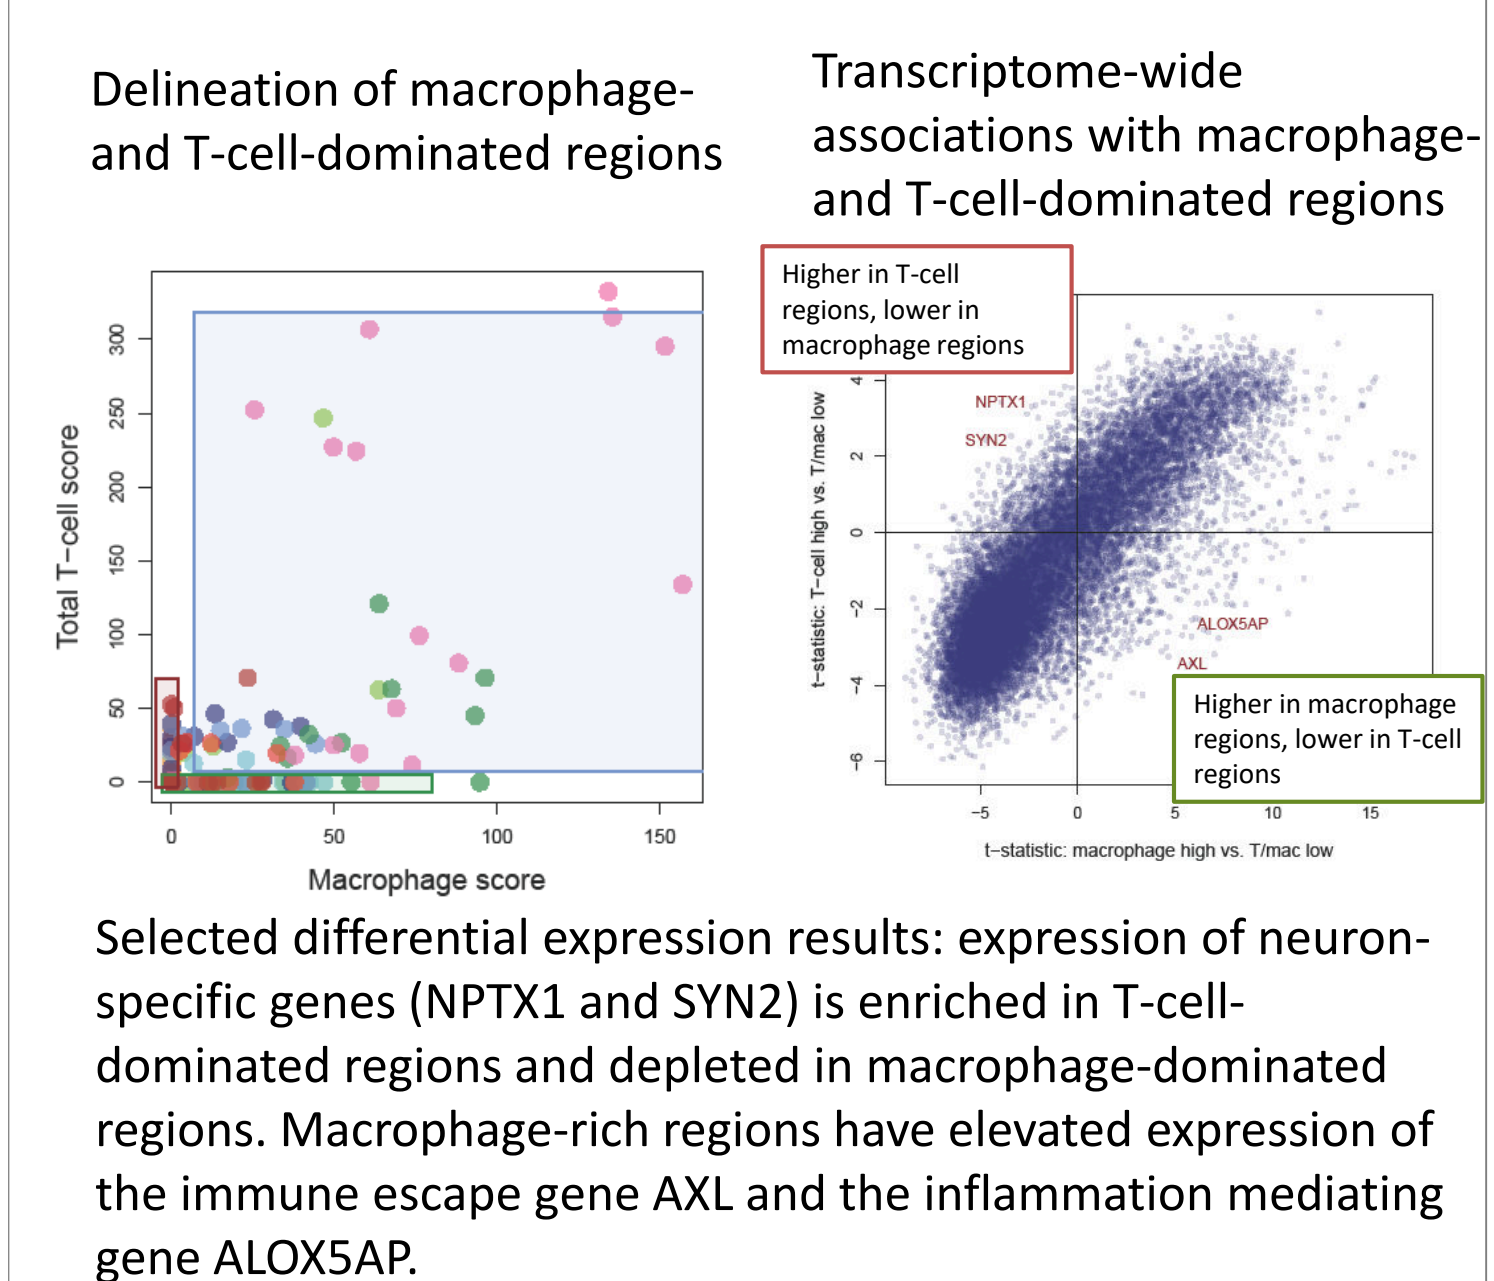 Delineation of macrophage-
and T-cell-dominated regions
Transcriptome-wide
associations with macrophage-
and T-cell-dominated regions
Total T−cell score
300
250
200
150
100
50
0
0
50
100
150
Macrophage score
Higher in T-cell
regions, lower in
macrophage regions
t−statistic: T−cell high vs. T/mac low
4
2
0
−2
−4
−6
NPTX1
SYN2
ALOX5AP
AXL
Higher in macrophage
regions, lower in T-cell
regions
−5
0
5
10
15
t−statistic: macrophage high vs. T/mac low
Selected differential expression results: expression of neuron-
specific genes (NPTX1 and SYN2) is enriched in T-cell-
dominated regions and depleted in macrophage-dominated
regions. Macrophage-rich regions have elevated expression of
the immune escape gene AXL and the inflammation mediating
gene ALOX5AP.